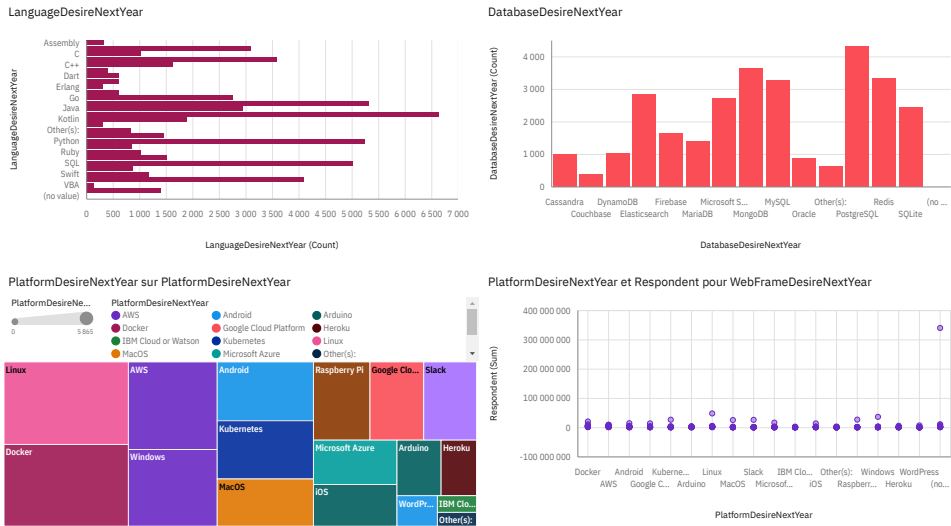 LanguageDesireNextYear
LanguageDesireNextYear
Assembly
C
C++
Dart
Erlang
Go
Java
Kotlin
Other(s):
Python
Ruby
SQL
Swift
VBA
(no value)
0 500 1 000 1 500 2 000 2 500 3 000 3 500 4 000 4 500 5 000 5 500 6 000 6 500 7 000
LanguageDesireNextYear (Count)
DatabaseDesireNextYear
DatabaseDesireNextYear (Count)
4 000
3 000
2 000
1 000
0
Cassandra DynamoDB Firebase Microsoft S... MySQL Other(s): Redis (no ...
Couchbase Elasticsearch MariaDB MongoDB Oracle PostgreSQL SQLite
DatabaseDesireNextYear
PlatformDesireNextYear sur PlatformDesireNextYear
PlatformDesireNe...
0 5 865
PlatformDesireNextYear
AWS Android Arduino
Docker Google Cloud Platform Heroku
IBM Cloud or Watson Kubernetes Linux
MacOS Microsoft Azure Other(s):
Linux
Docker
AWS
Windows
Android
Kubernetes
MacOS
Raspberry Pi
Google Clo...
Slack
Microsoft Azure
iOS
Arduino
Heroku
WordPr...
IBM Clo...
Other(s):
PlatformDesireNextYear et Respondent pour WebFrameDesireNextYear
Respondent (Sum)
400 000 000
300 000 000
200 000 000
100 000 000
0
-100 000 000
Docker Android Kuberne... Linux Slack IBM Clo... Other(s): Windows WordPress
AWS Google C... Arduino MacOS Microsof... iOS Raspberr... Heroku (no...
PlatformDesireNextYear